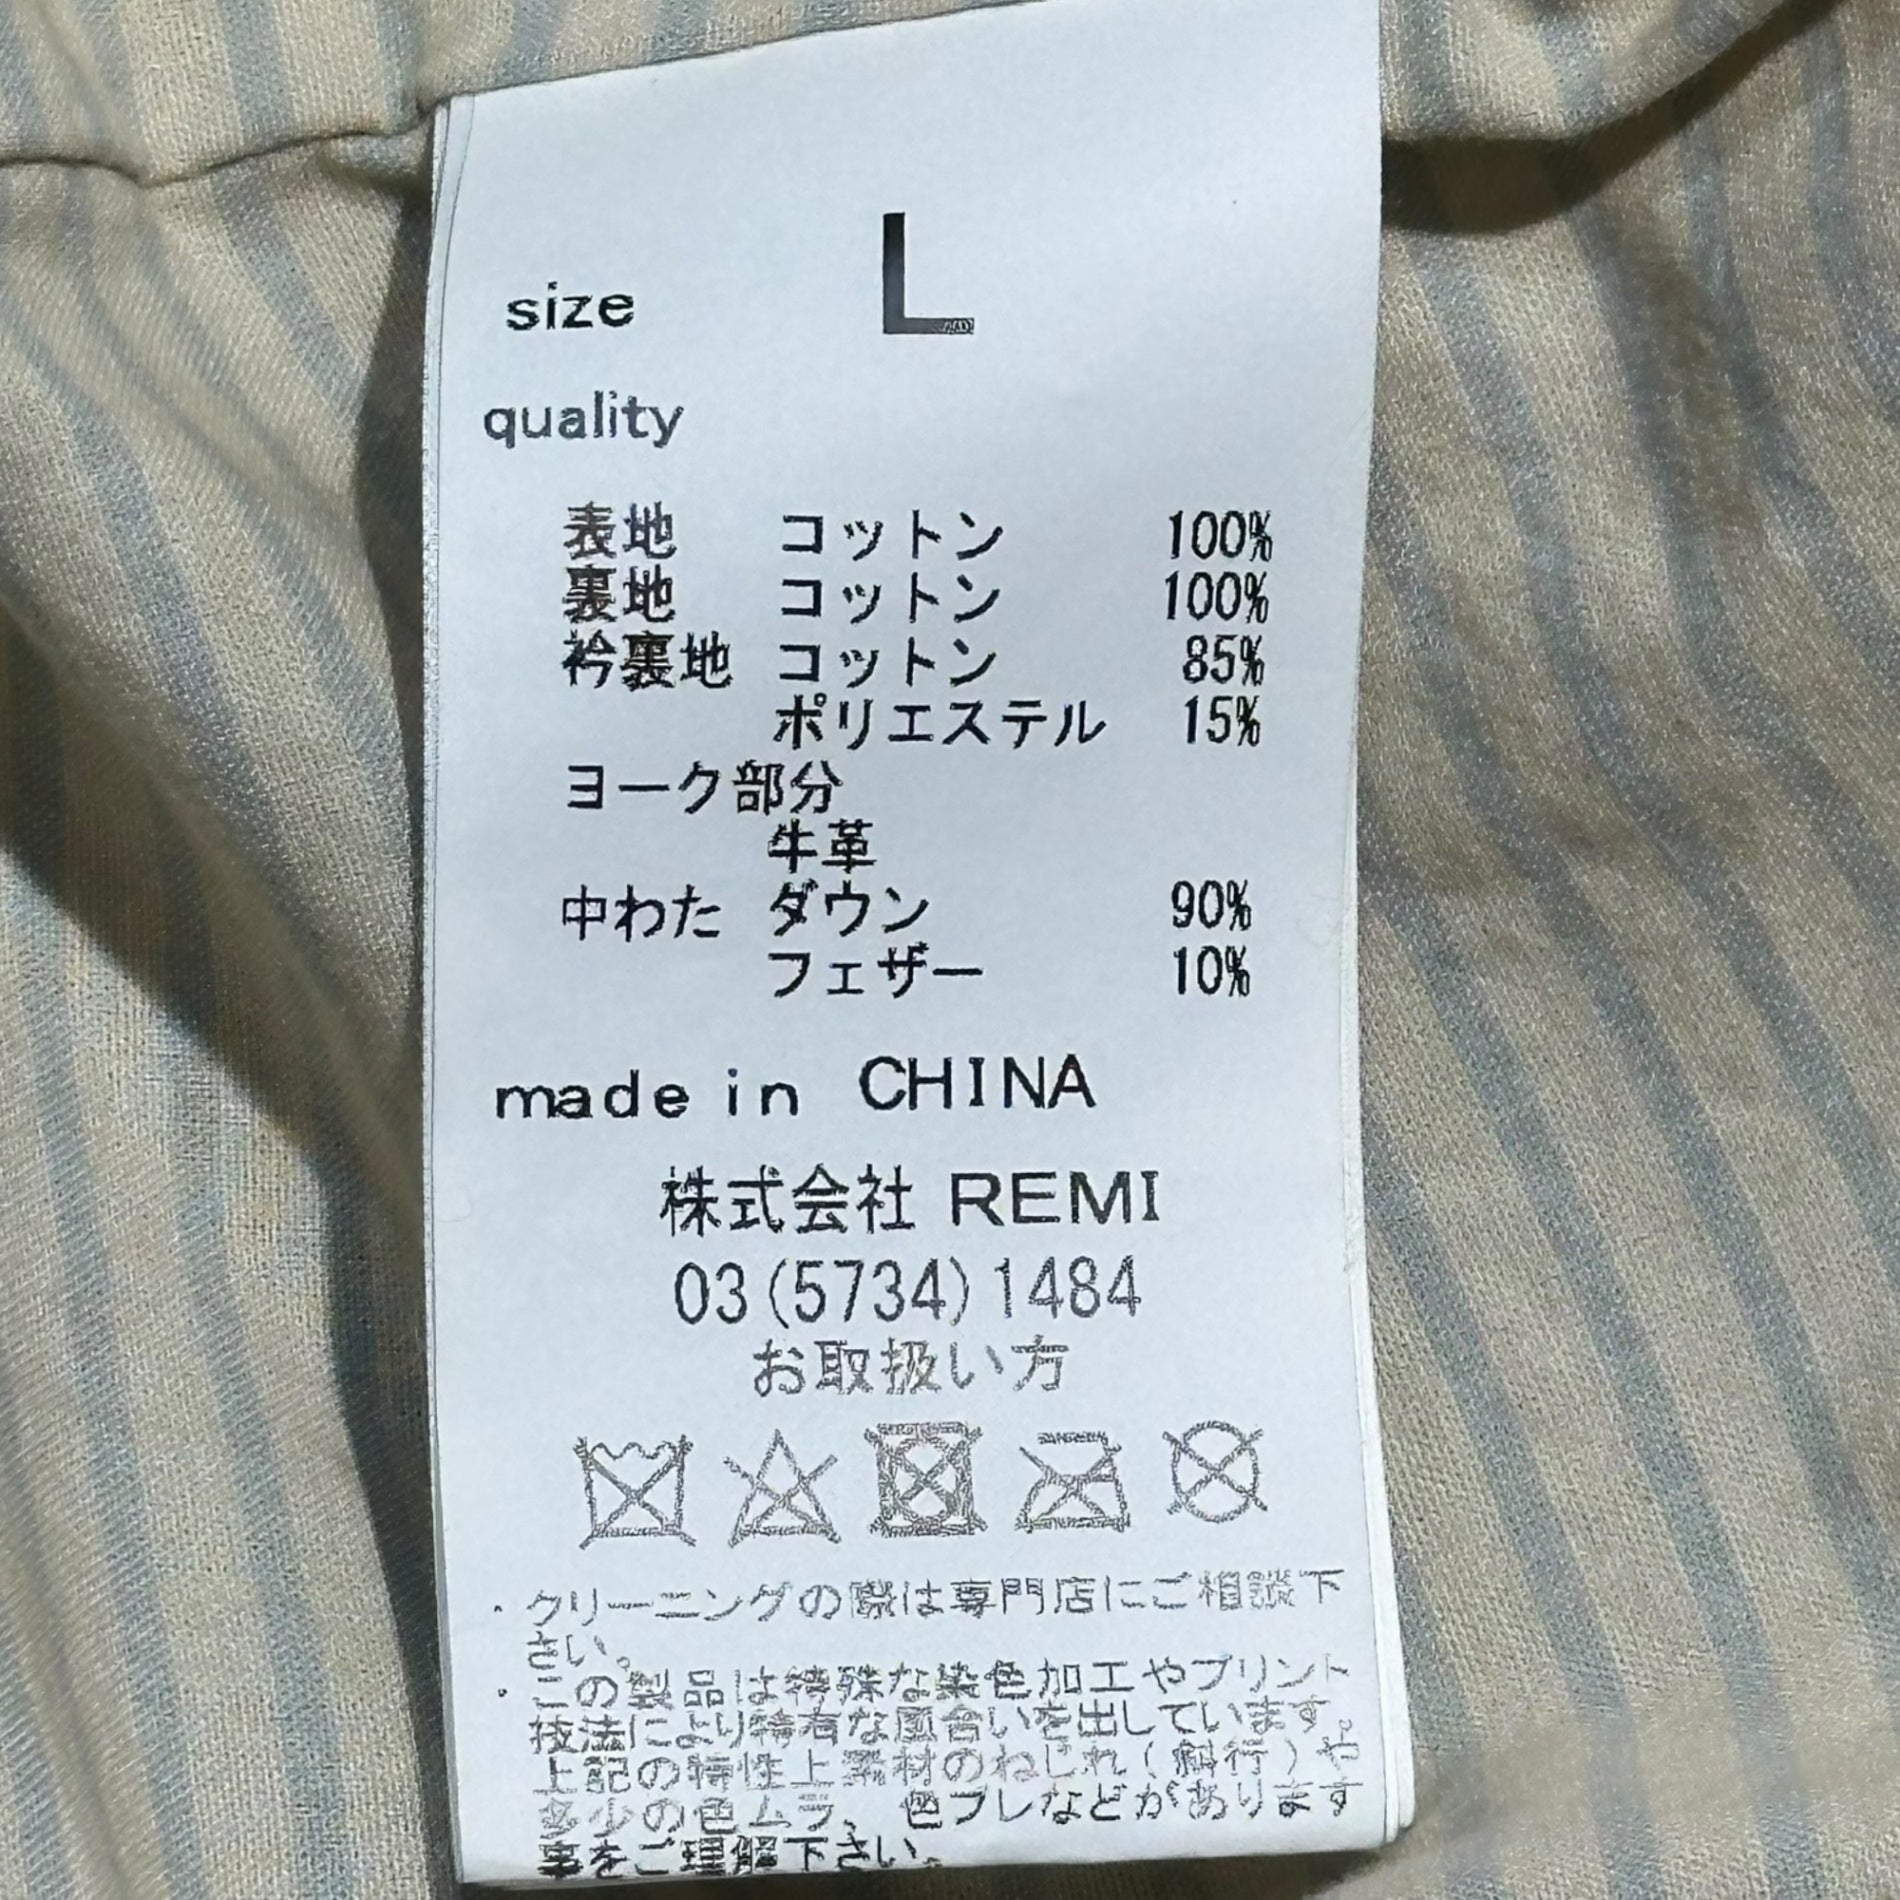 size L
quality
表地 コットン 100%
裏地 コットン 100%
衿裏地 コットン 85%
ポリエステル 15%
ヨーク部分
牛革
中わた ダウン 90%
フェザー 10%
made in CHINA
株式会社 REMI
03(5734)1484
お取扱い方
・クリーニングの際は専門店にご相談下
さい。
・この製品は特殊な染色加工やプリント
技法により特有な風合いを出しています。
上記の特性上素材のねじれ(斜行)や
多少の色ムラ、色ブレなどがあります
事をご理解下さい。